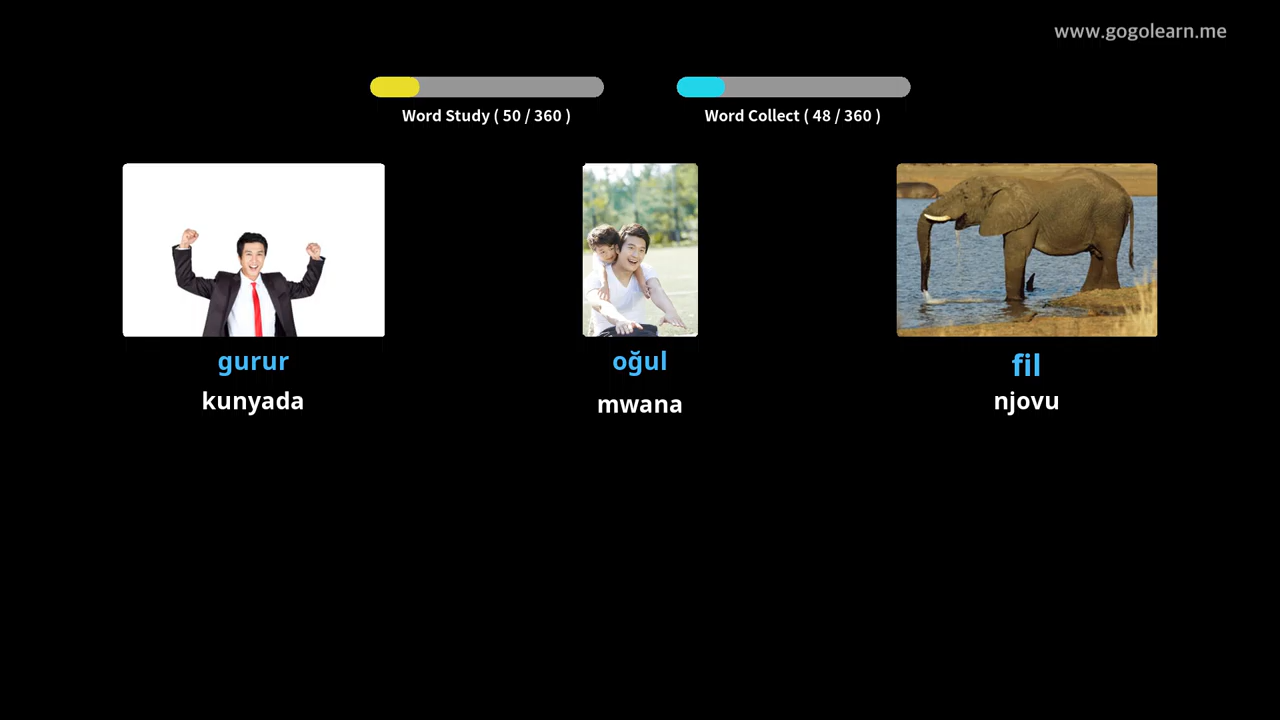 www.gogolearn.me
Word Study ( 50 / 360 )
Word Collect ( 48 / 360 )
gurur
kunyada
oğul
mwana
fil
njovu